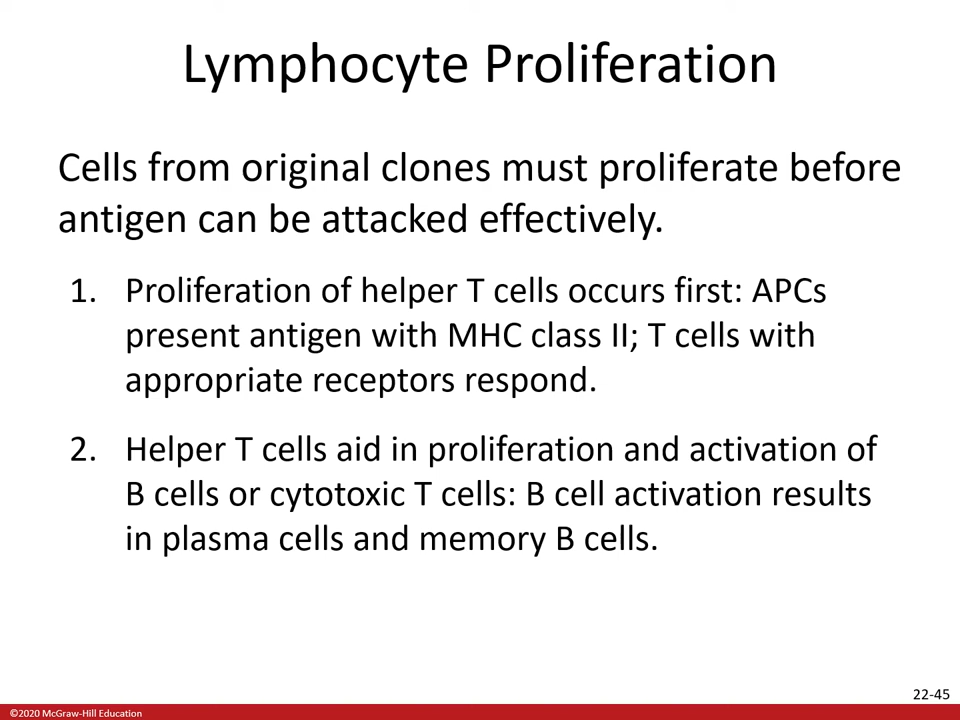 Lymphocyte Proliferation
Cells from original clones must proliferate before
antigen can be attacked effectively.
1. Proliferation of helper T cells occurs first: APCs
present antigen with MHC class II; T cells with
appropriate receptors respond.
2. Helper T cells aid in proliferation and activation of
B cells or cytotoxic T cells: B cell activation results
in plasma cells and memory B cells.
22-45
©2020 McGraw-Hill Education